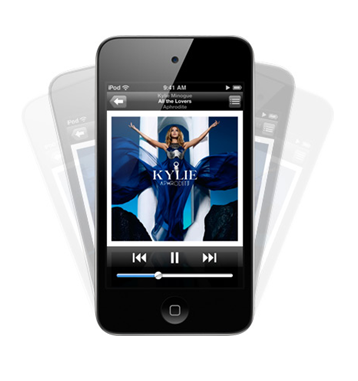 iPod 9:41 AM
Kylie Minogue
All the Lovers
Aphrodite
KYLIE
APHRODITE